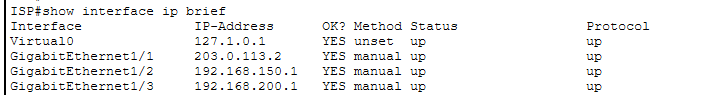 ISP#show interface ip brief
Interface IP-Address OK? Method Status Protocol
Virtual0 127.1.0.1 YES unset up up
GigabitEthernet1/1 203.0.113.2 YES manual up up
GigabitEthernet1/2 192.168.150.1 YES manual up up
GigabitEthernet1/3 192.168.200.1 YES manual up up